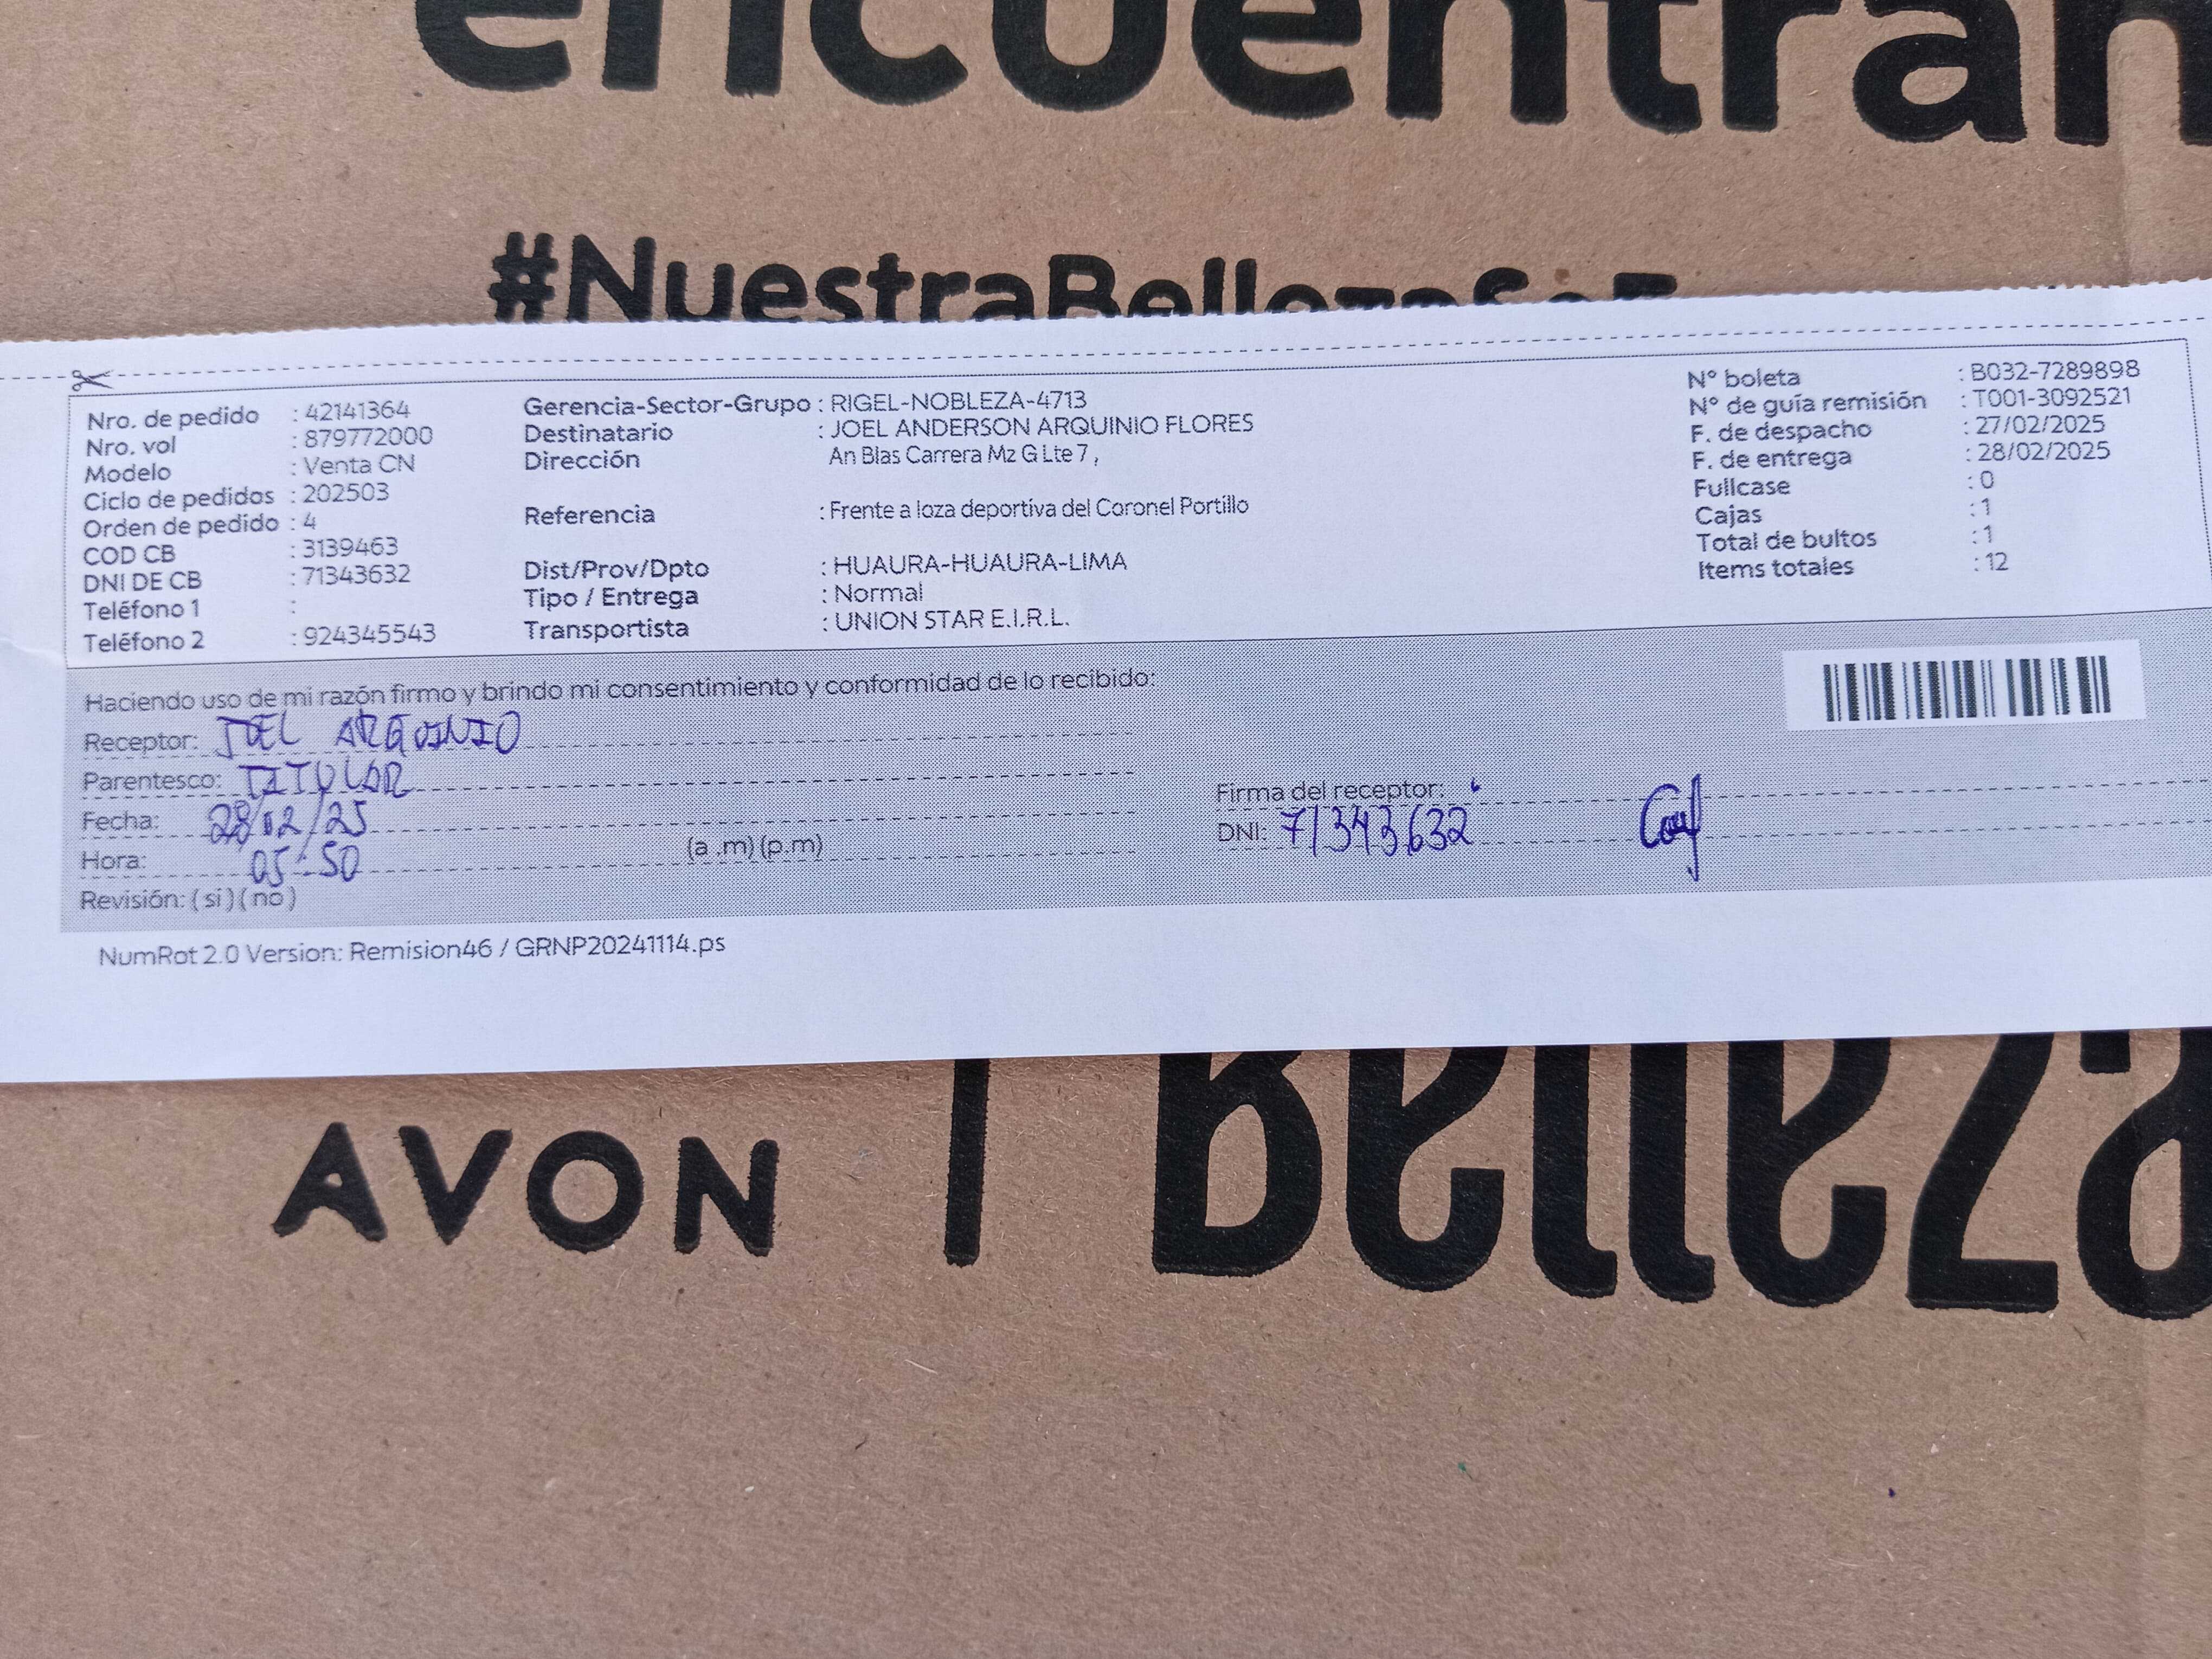 encuentran
#NuestraBelleza
Nro. de pedido : 42141364
Nro. vol : 879772000
Modelo : Venta CN
Ciclo de pedidos : 202503
Orden de pedido : 4
COD CB : 3139463
DNI DE CB : 71343632
Teléfono 1 :
Teléfono 2 : 924345543
Gerencia-Sector-Grupo : RIGEL-NOBLEZA-4713
Destinatario : JOEL ANDERSON ARQUINIO FLORES
Dirección An Blas Carrera Mz G Lte 7 ,
Referencia : Frente a loza deportiva del Coronel Portillo
Dist/Prov/Dpto : HUAURA-HUAURA-LIMA
Tipo / Entrega : Normal
Transportista : UNION STAR E.I.R.L.
N° boleta : B032-7289898
N° de guía remisión : T001-3092521
F. de despacho : 27/02/2025
F. de entrega : 28/02/2025
Fullcase : 0
Cajas : 1
Total de bultos : 1
Items totales : 12
Haciendo uso de mi razón firmo y brindo mi consentimiento y conformidad de lo recibido:
Receptor: JOEL ARQUINIO
Parentesco: TITULAR
Fecha: 28/02/25
Hora: 05:50 (a .m) (p.m)
Revisión: ( si ) ( no )
Firma del receptor:
DNI: 71343632
NumRot 2.0 Version: Remision46 / GRNP20241114.ps
AVON | Belleza